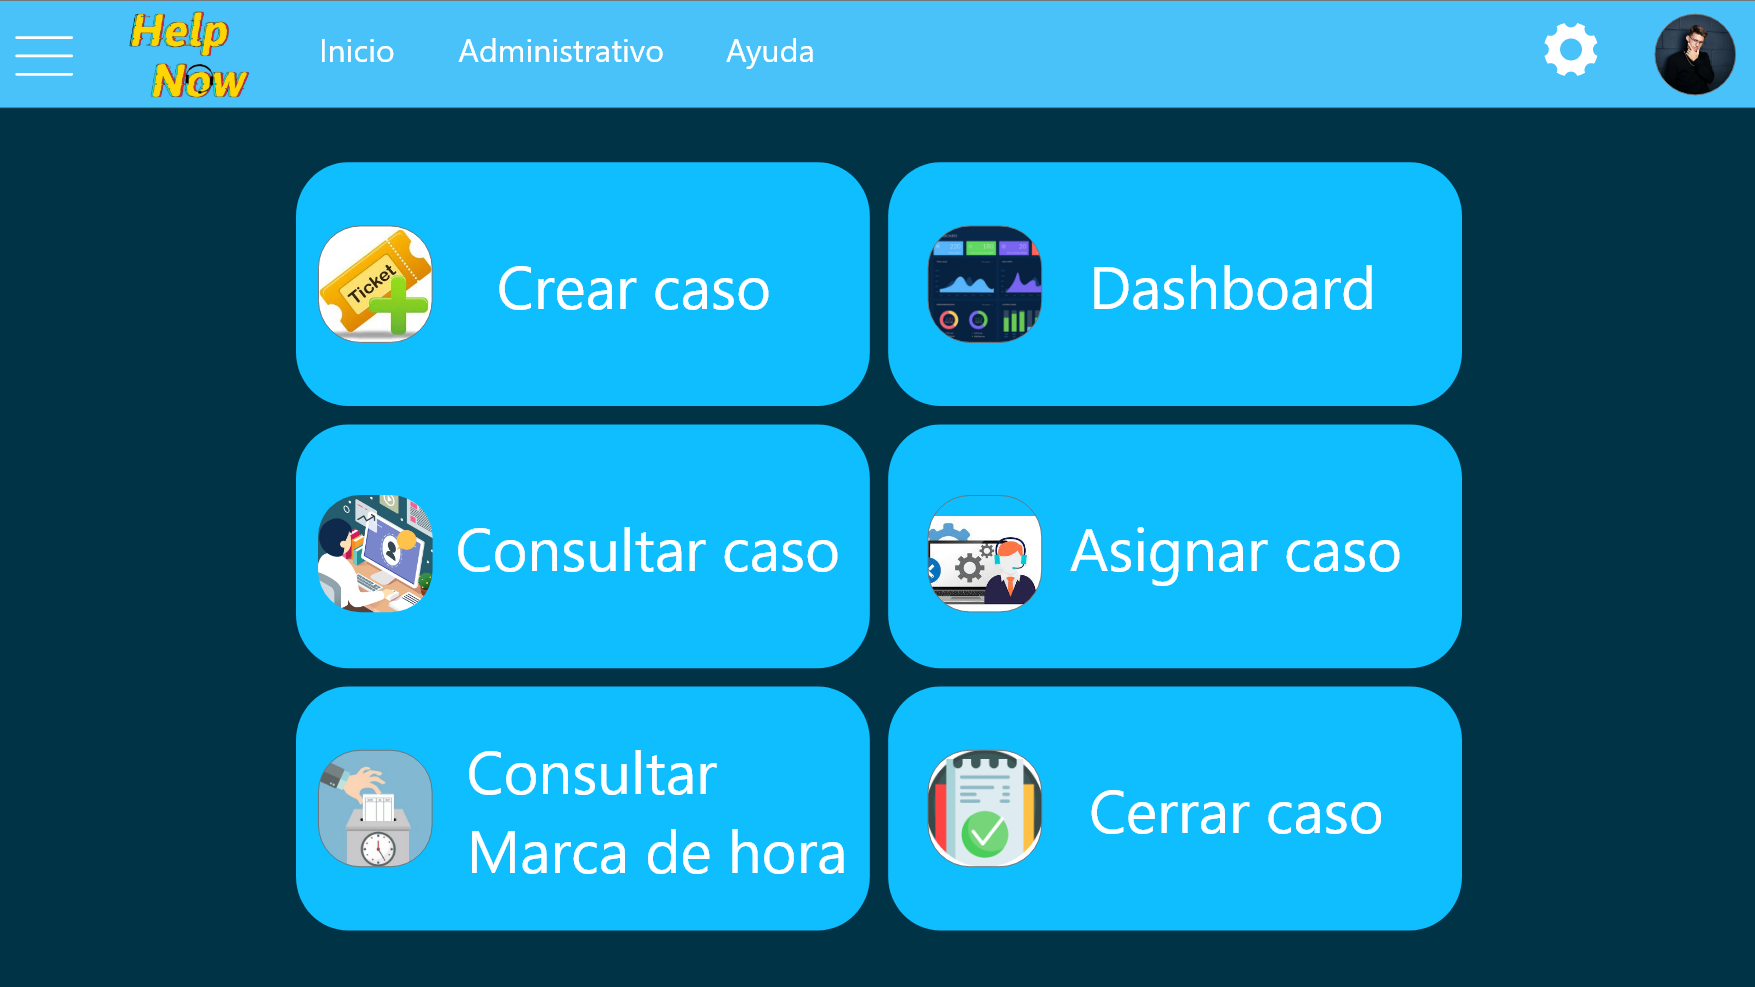 Help
Now
Inicio
Administrativo
Ayuda
Ticket
Crear caso
Dashboard
Consultar caso
Asignar caso
Consultar
Marca de hora
Cerrar caso